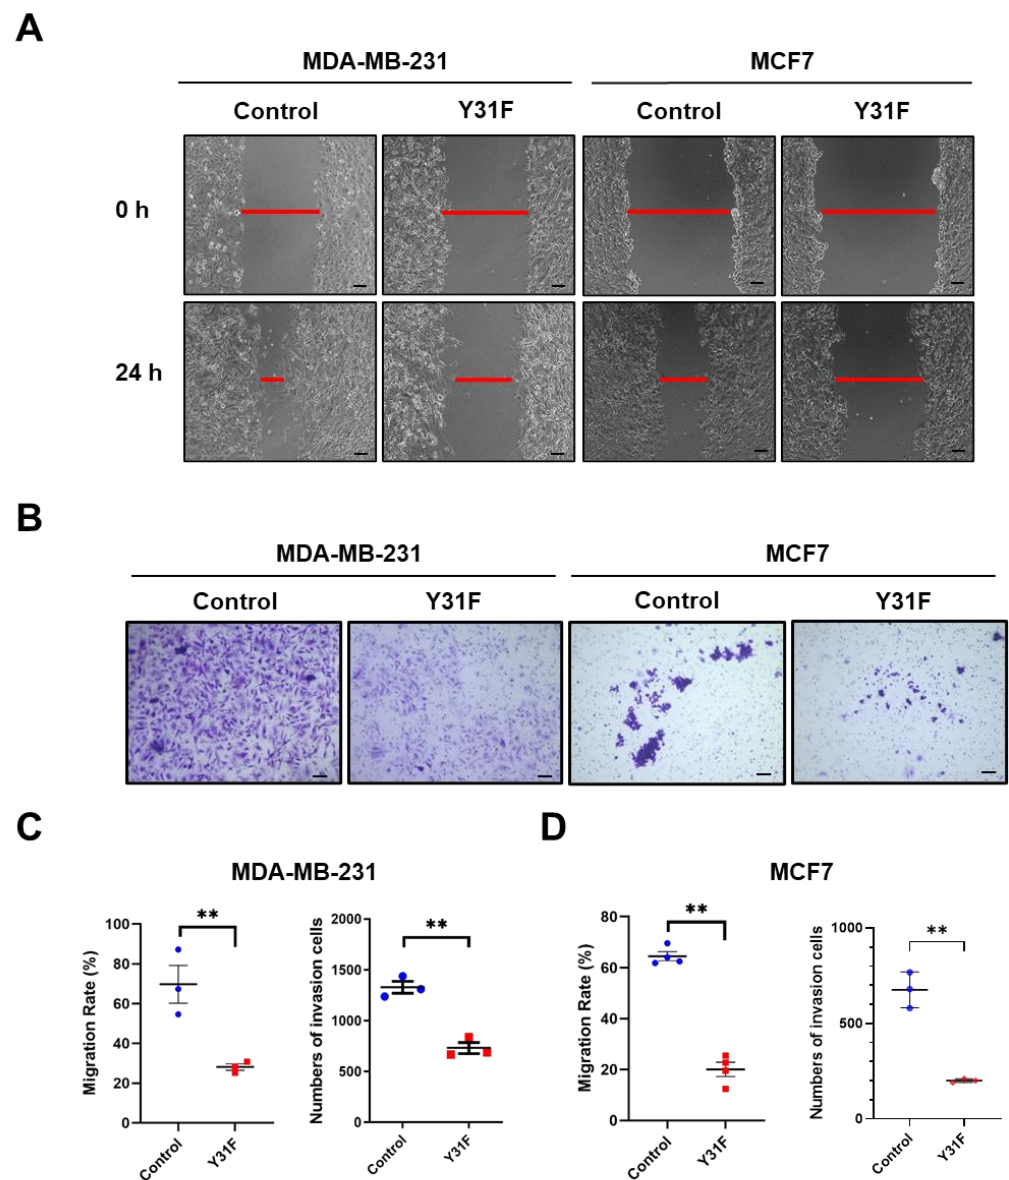 A
MDA-MB-231
MCF7
Control
Y31F
Control
Y31F
0 h
24 h
B
MDA-MB-231
MCF7
Control
Y31F
Control
Y31F
C
D
MDA-MB-231
MCF7
Migration Rate (%)
100
80
60
40
20
0
**
Control
Y31F
Numbers of invasion cells
2000
1500
1000
500
0
**
Control
Y31F
Migration Rate (%)
80
60
40
20
0
**
Control
Y31F
Numbers of invasion cells
1000
500
0
**
Control
Y31F